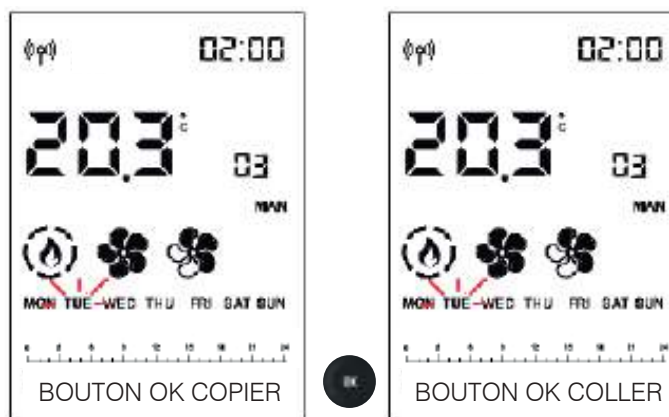 02:00
20.3 °C
03
MAN
MON TUE WED THU FRI SAT SUN
BOUTON OK COPIER
OK
02:00
20.3 °C
03
MAN
MON TUE WED THU FRI SAT SUN
BOUTON OK COLLER